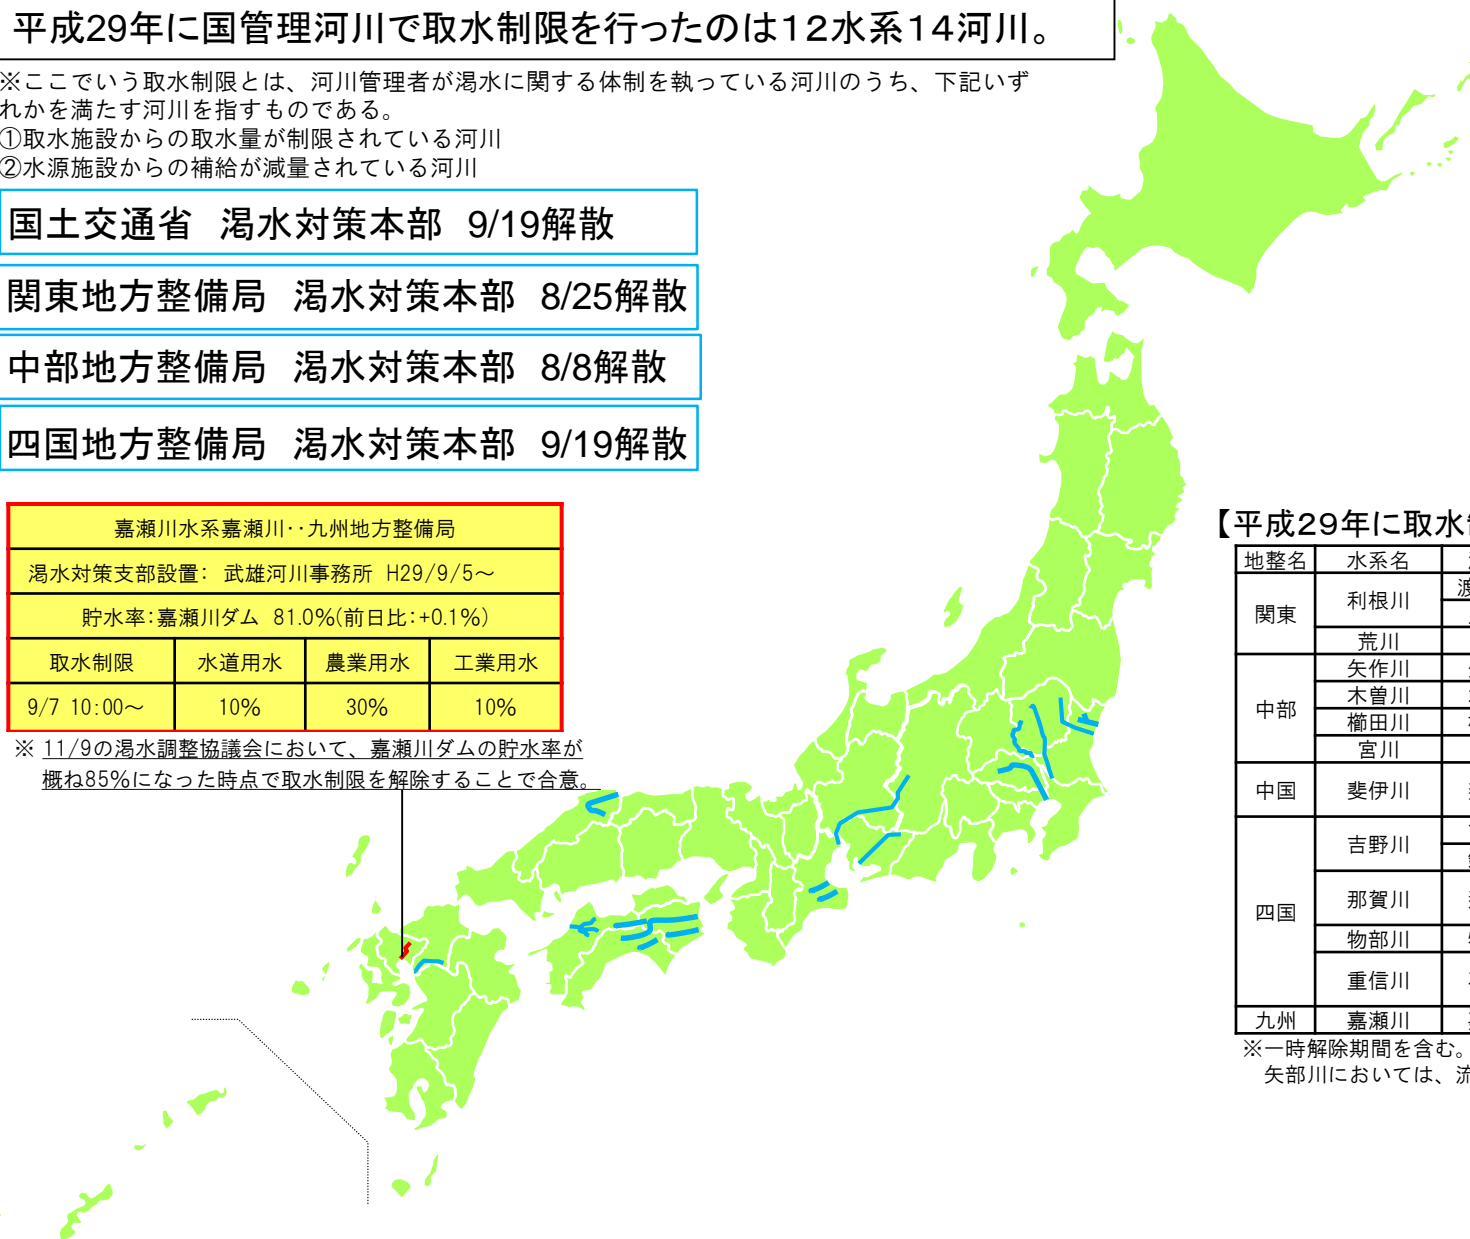 平成29年に国管理河川で取水制限を行ったのは12水系14河川。
※ここでいう取水制限とは、河川管理者が渇水に関する体制を執っている河川のうち、下記いず
れかを満たす河川を指すものである。
①取水施設からの取水量が制限されている河川
②水源施設からの補給が減量されている河川
国土交通省 渇水対策本部 9/19解散
関東地方整備局 渇水対策本部 8/25解散
中部地方整備局 渇水対策本部 8/8解散
四国地方整備局 渇水対策本部 9/19解散
嘉瀬川水系嘉瀬川‥九州地方整備局
渇水対策支部設置: 武雄河川事務所 H29/9/5～
貯水率:嘉瀬川ダム 81.0%(前日比:+0.1%)
取水制限 水道用水 農業用水 工業用水
9/7 10:00～ 10% 30% 10%
※ 11/9の渇水調整協議会において、嘉瀬川ダムの貯水率が
概ね85%になった時点で取水制限を解除することで合意。
【平成29年に取水
地整名 水系名
関東 利根川 渡
荒川
中部 矢作川
木曽川
櫛田川
宮川
中国 斐伊川
四国 吉野川
那賀川
物部川
重信川
九州 嘉瀬川
※一時解除期間を含む。
矢部川においては、流